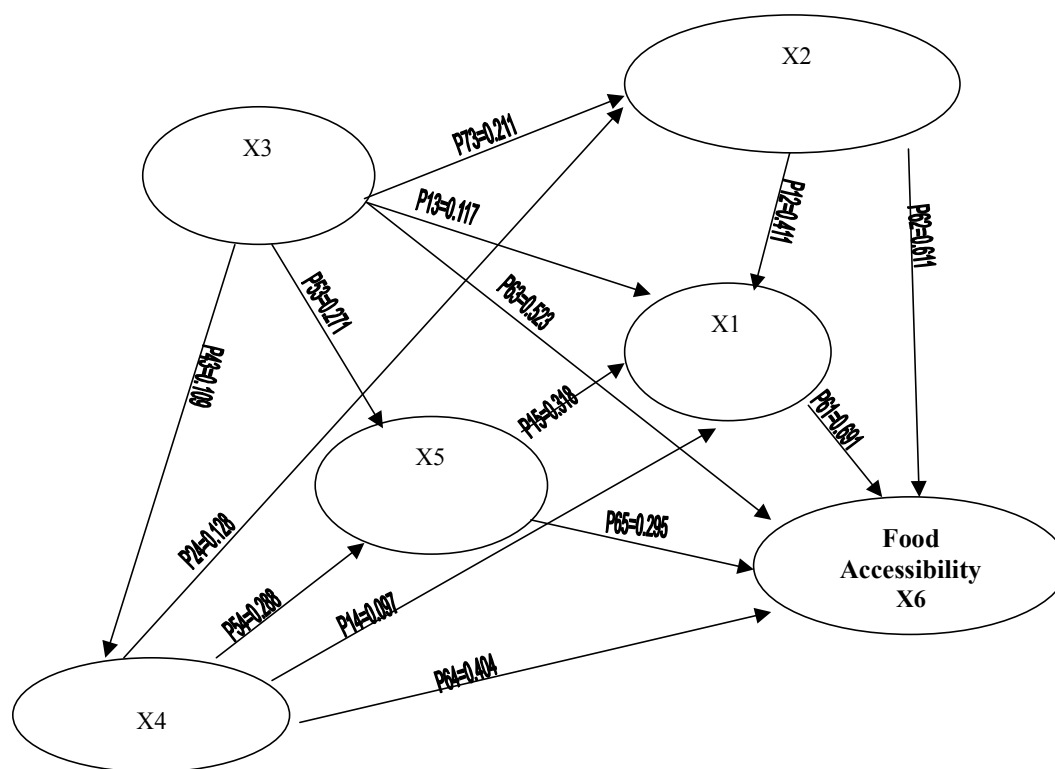 X2
X3
P73=0.211
P13=0.117
P12=0.411
P62=0.611
P53=0.271
P63=0.523
X1
P43=0.109
P15=0.318
P61=0.691
X5
P24=0.128
P65=0.295
Food
Accessibility
X6
P54=0.288
P14=0.097
P64=0.404
X4